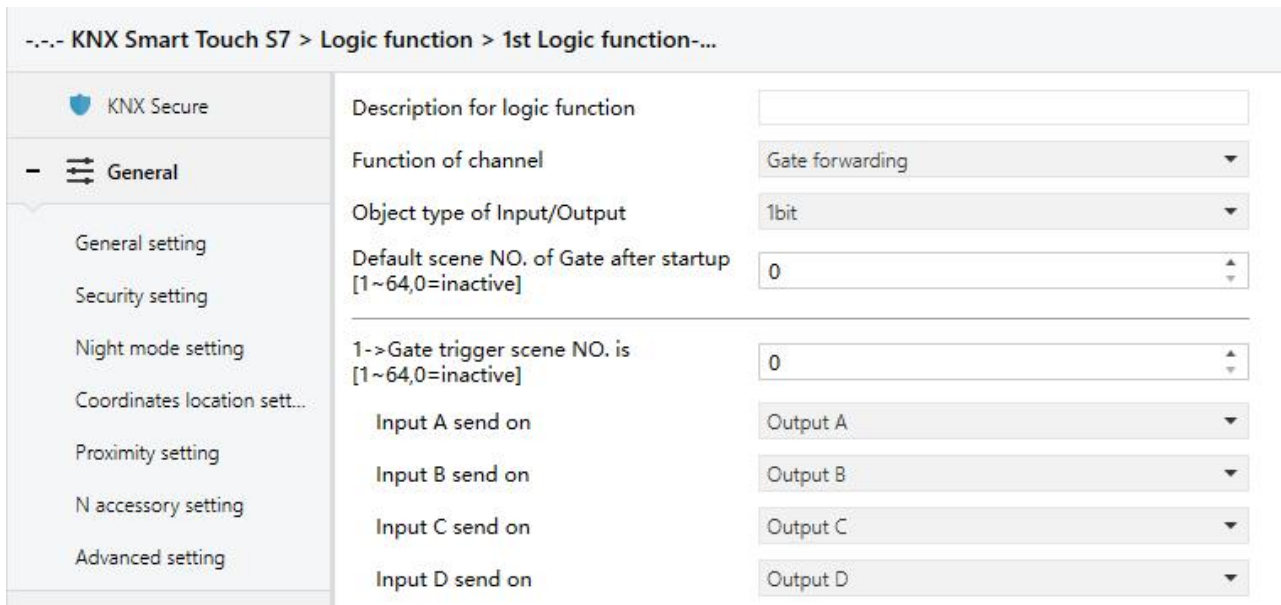 -.-.- KNX Smart Touch S7 > Logic function > 1st Logic function-...
KNX Secure
General
General setting
Security setting
Night mode setting
Coordinates location sett...
Proximity setting
N accessory setting
Advanced setting
Description for logic function
Function of channel Gate forwarding
Object type of Input/Output 1bit
Default scene NO. of Gate after startup
[1~64,0=inactive] 0
1->Gate trigger scene NO. is
[1~64,0=inactive] 0
Input A send on Output A
Input B send on Output B
Input C send on Output C
Input D send on Output D